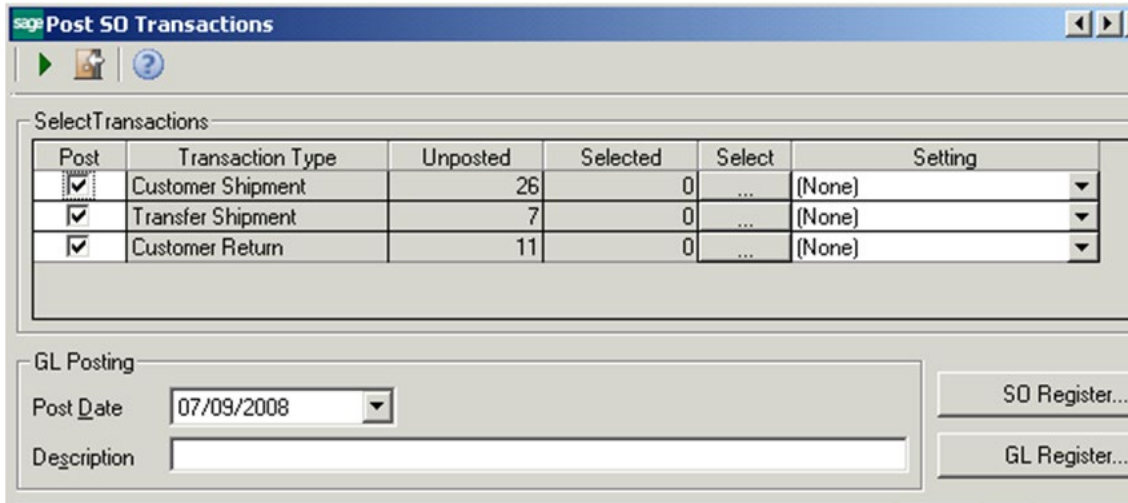 sage Post SO Transactions
SelectTransactions
Post Transaction Type Unposted Selected Select Setting
Customer Shipment 26 0 ... (None)
Transfer Shipment 7 0 ... (None)
Customer Return 11 0 ... (None)
GL Posting
Post Date 07/09/2008
SO Register...
Description
GL Register...